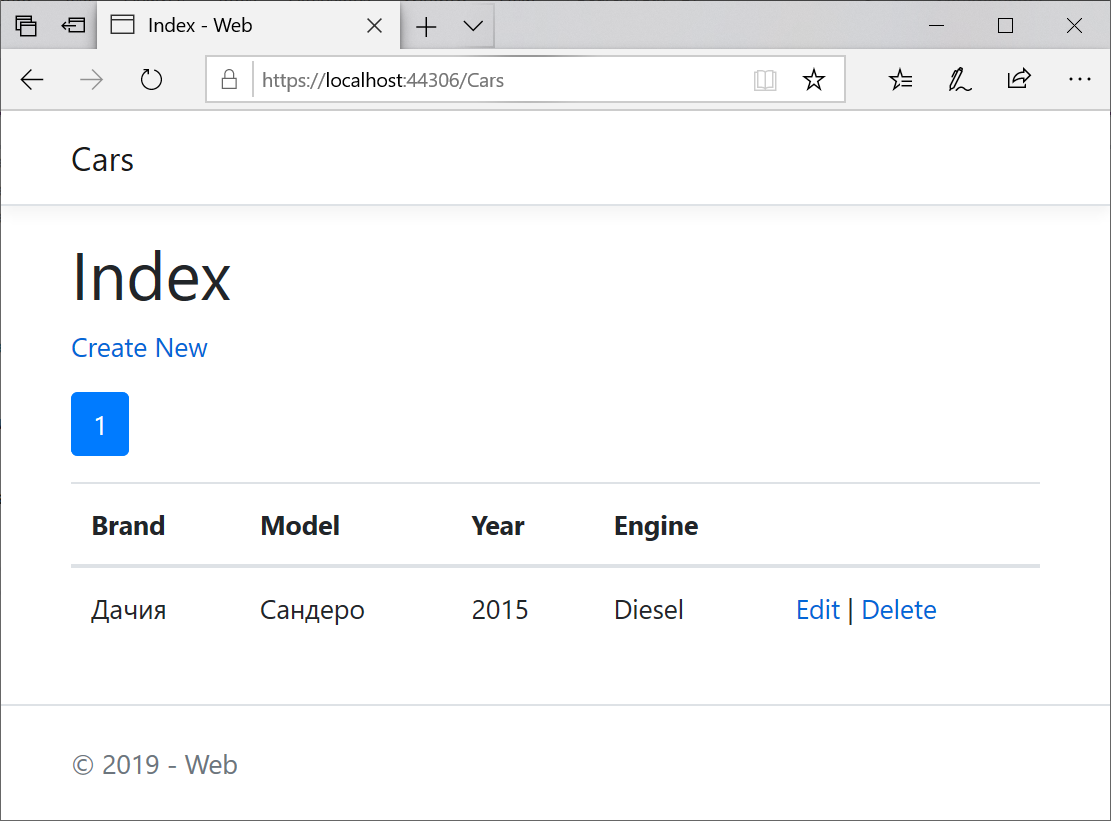 Index - Web
https://localhost:44306/Cars
Cars
Index
Create New
1
Brand Model Year Engine
Дачия Сандеро 2015 Diesel Edit | Delete
© 2019 - Web